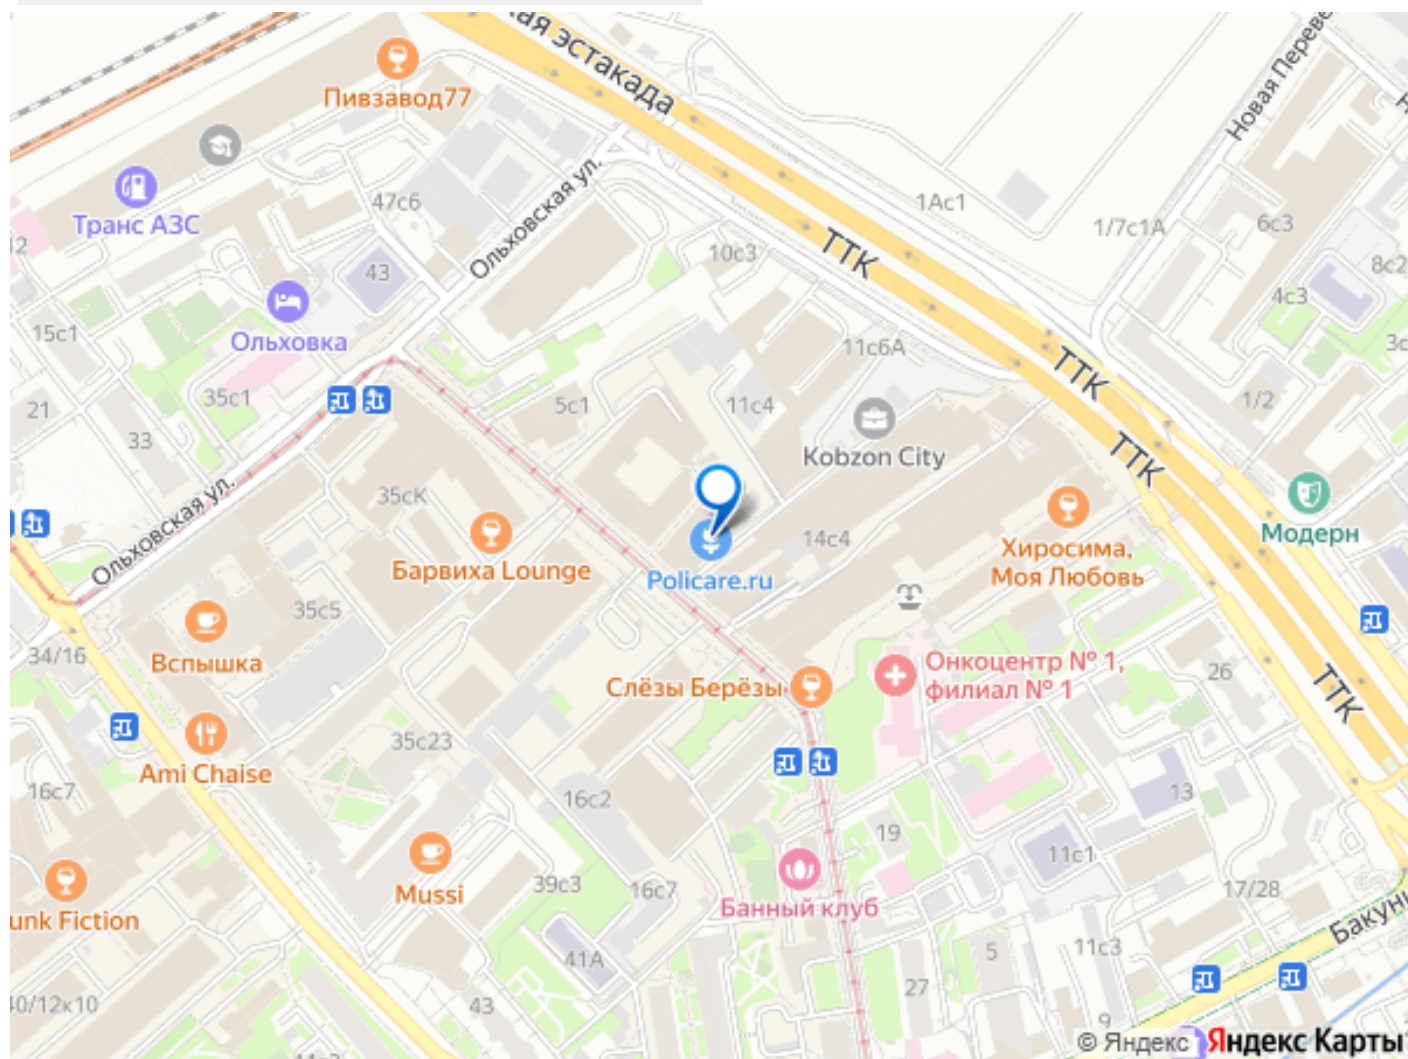 ая эстакада
Пивзавод77
Новая Переве
Транс АЗС
47с6
Ольховская ул.
1Ас1
1/7с1А
6с3
12
ТТК
10с3
8с2
43
4с3
Ольховка
15с1
11с6А
3с
ТТК
35с1
5с1
11с4
1/2
21
33
Kobzon City
ТТК
35сК
Ольховская ул.
14с4
Модерн
Барвиха Lounge
Policare.ru
Хиросима,
Моя Любовь
35с5
34/16
Вспышка
Слёзы Берёзы
Онкоцентр № 1,
филиал № 1
26
ТТК
35с23
Ami Chaise
16с7
16с2
13
19
11с1
Mussi
39с3
16с7
17/28
Банный клуб
unk Fiction
Бакуни
11с3
5
41А
27
40/12к10
43
9
© Яндекс
Яндекс Карты